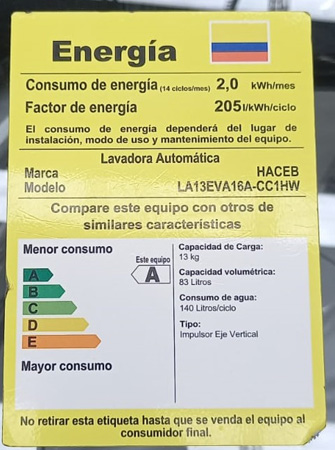 Energía
Consumo de energía (14 ciclos/mes) 2,0 kWh/mes
Factor de energía 205 l/kWh/ciclo
El consumo de energía dependerá del lugar de
instalación, modo de uso y mantenimiento del equipo.
Lavadora Automática
Marca HACEB
Modelo LA13EVA16A-CC1HW
Compare este equipo con otros de
similares características
Menor consumo
Este equipo
A
A
B
C
D
E
Mayor consumo
Capacidad de Carga:
13 kg
Capacidad volumétrica:
83 Litros
Consumo de agua:
140 Litros/ciclo
Tipo:
Impulsor Eje Vertical
No retirar esta etiqueta hasta que se venda el equipo al
consumidor final.